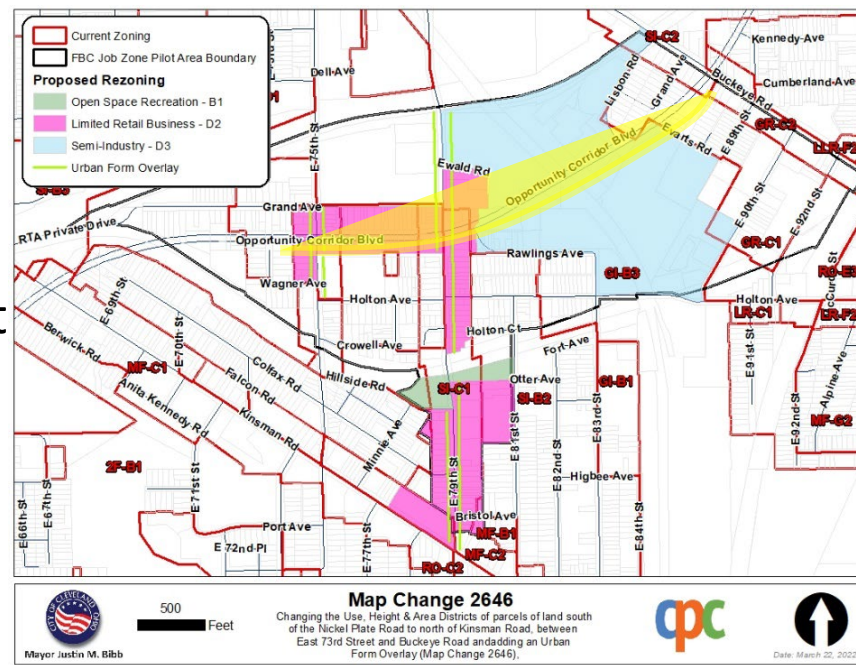 Current Zoning
FBC Job Zone Pilot Area Boundary
Proposed Rezoning
Open Space Recreation - B1
Limited Retail Business - D2
Semi-Industry - D3
Urban Form Overlay
Dell Ave
E 75th St
SI-C2
Kennedy Ave
Lisbon Rd
Grand Ave
Buckeye Rd
Cumberland Ave
Evarts Rd
E 89th St
GR-C2
LLR-F2
Ewald Rd
Opportunity Corridor Blvd
Grand Ave
E 90th St
E 92nd St
RTA Private Drive
Opportunity Corridor Blvd
GR-C1
Rawlings Ave
Wagner Ave
GI-B3
Holton Ave
Holton Ave
LR-C1
E 69th St
Berwick Rd
E 70th St
Holton Ct
Crowell Ave
Fort Ave
E 91st St
MF-C1
Colfax Rd
Hillside Rd
Otter Ave
SI-C1
SI-B2
GI-B1
Alpine Ave
Anita Kennedy Rd
Falcon Rd
Kinsman Rd
Minnie Ave
E 79th St
E 81st St
E 82nd St
E 83rd St
E 92nd St
MF-G2
2F-B1
E 71st St
Higbee Ave
E 66th St
E 67th St
Port Ave
E 72nd Pl
E 77th St
Bristol Ave
MF-B1
MF-C2
RO-C2
E 84th St
CITY OF CLEVELAND OHIO
Mayor Justin M. Bibb
500
Feet
Map Change 2646
Changing the Use, Height & Area Districts of parcels of land south
of the Nickel Plate Road to north of Kinsman Road, between
East 73rd Street and Buckeye Road andadding an Urban
Form Overlay (Map Change 2646),
cpc
Date: March 22, 2022